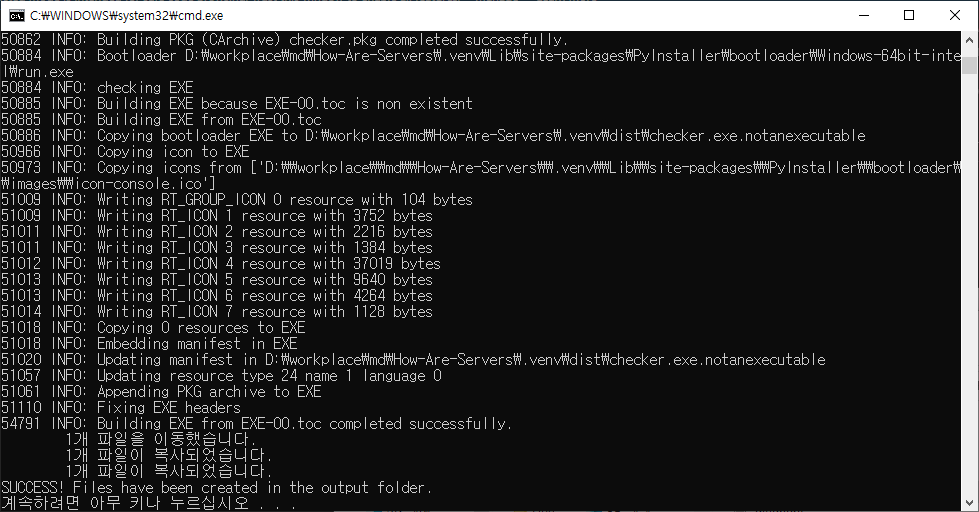 C:₩WINDOWS₩system32₩cmd.exe
50862 INFO: Building PKG (CArchive) checker.pkg completed successfully.
50884 INFO: Bootloader D:₩workplace₩md₩How-Are-Servers₩.venv₩Lib₩site-packages₩PyInstaller₩bootloader₩Windows-64bit-inte
l₩run.exe
50884 INFO: checking EXE
50885 INFO: Building EXE because EXE-00.toc is non existent
50885 INFO: Building EXE from EXE-00.toc
50886 INFO: Copying bootloader EXE to D:₩workplace₩md₩How-Are-Servers₩.venv₩dist₩checker.exe.notanexecutable
50966 INFO: Copying icon to EXE
50973 INFO: Copying icons from ['D:₩₩workplace₩₩md₩₩How-Are-Servers₩₩.venv₩₩Lib₩₩site-packages₩₩PyInstaller₩₩bootloader₩
₩images₩₩icon-console.ico']
51009 INFO: Writing RT_GROUP_ICON 0 resource with 104 bytes
51009 INFO: Writing RT_ICON 1 resource with 3752 bytes
51011 INFO: Writing RT_ICON 2 resource with 2216 bytes
51011 INFO: Writing RT_ICON 3 resource with 1384 bytes
51012 INFO: Writing RT_ICON 4 resource with 37019 bytes
51013 INFO: Writing RT_ICON 5 resource with 9640 bytes
51013 INFO: Writing RT_ICON 6 resource with 4264 bytes
51014 INFO: Writing RT_ICON 7 resource with 1128 bytes
51018 INFO: Copying 0 resources to EXE
51018 INFO: Embedding manifest in EXE
51020 INFO: Updating manifest in D:₩workplace₩md₩How-Are-Servers₩.venv₩dist₩checker.exe.notanexecutable
51057 INFO: Updating resource type 24 name 1 language 0
51061 INFO: Appending PKG archive to EXE
51110 INFO: Fixing EXE headers
54791 INFO: Building EXE from EXE-00.toc completed successfully.
1개 파일을 이동했습니다.
1개 파일이 복사되었습니다.
1개 파일이 복사되었습니다.
SUCCESS! Files have been created in the output folder.
계속하려면 아무 키나 누르십시오 . . .